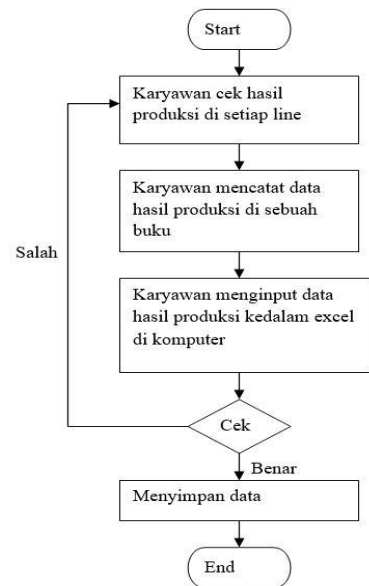 Start
Karyawan cek hasil
produksi di setiap line
Karyawan mencatat data
hasil produksi di sebuah
buku
Salah
Karyawan menginput data
hasil produksi kedalam excel
di komputer
Cek
Benar
Menyimpan data
End